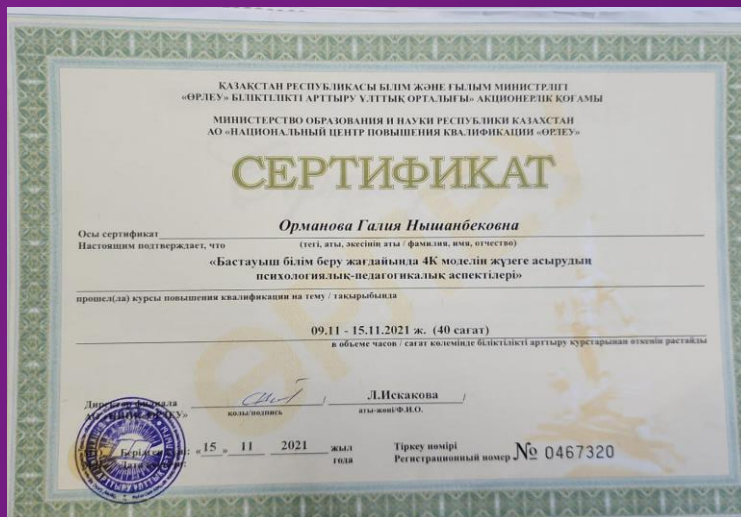 ҚАЗАҚСТАН РЕСПУБЛИКАСЫ БІЛІМ ЖӘНЕ ҒЫЛЫМ МИНИСТРЛІГІ
«ӨРЛЕУ» БІЛІКТІЛІКТІ АРТТЫРУ ҰЛТТЫҚ ОРТАЛЫҒЫ» АКЦИОНЕРЛІК ҚОҒАМЫ
МИНИСТЕРСТВО ОБРАЗОВАНИЯ И НАУКИ РЕСПУБЛИКИ КАЗАХСТАН
АО «НАЦИОНАЛЬНЫЙ ЦЕНТР ПОВЫШЕНИЯ КВАЛИФИКАЦИИ «ӨРЛЕУ»
СЕРТИФИКАТ
Осы сертификат Орманова Галия Нышанбековна
Настоящим подтверждает, что (тегі, аты, әкесінің аты / фамилия, имя, отчество)
«Бастауыш білім беру жағдайында 4К моделін жүзеге асырудың
психологиялық-педагогикалық аспектілері»
прошел(ла) курсы повышения квалификации на тему / тақырыбында
09.11 - 15.11.2021 ж. (40 сағат)
в объеме часов / сағат көлемінде біліктілікті арттыру курстарынан өткенін растайды
Директор филиала Л.Искакова
АО ӨРЛЕУ» қолы/подпись аты-жөні/Ф.И.О.
« 15 » 11 2021 жыл Тіркеу нөмірі
года Регистрационный номер № 0467320